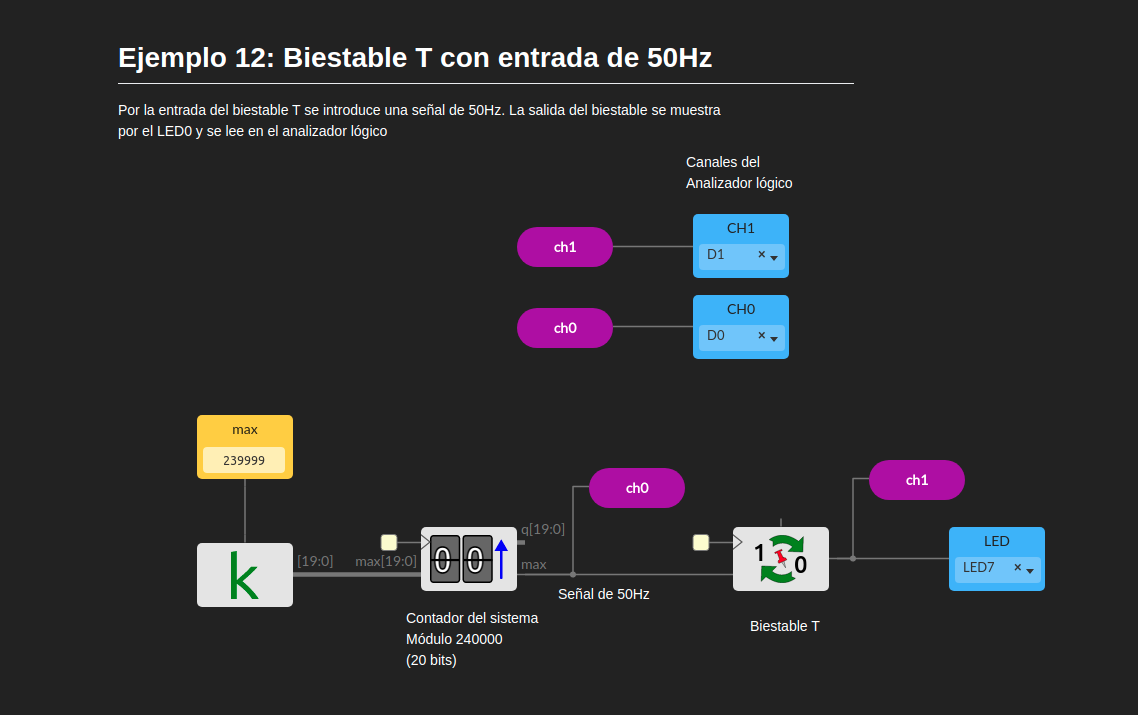 Ejemplo 12: Biestable T con entrada de 50Hz
Por la entrada del biestable T se introduce una señal de 50Hz. La salida del biestable se muestra
por el LED0 y se lee en el analizador lógico
Canales del
Analizador lógico
ch1
CH1
D1
ch0
CH0
D0
max
239999
k
[19:0]
max[19:0]
0 0
q[19:0]
max
ch0
Señal de 50Hz
Contador del sistema
Módulo 240000
(20 bits)
1 0
Biestable T
ch1
LED
LED7